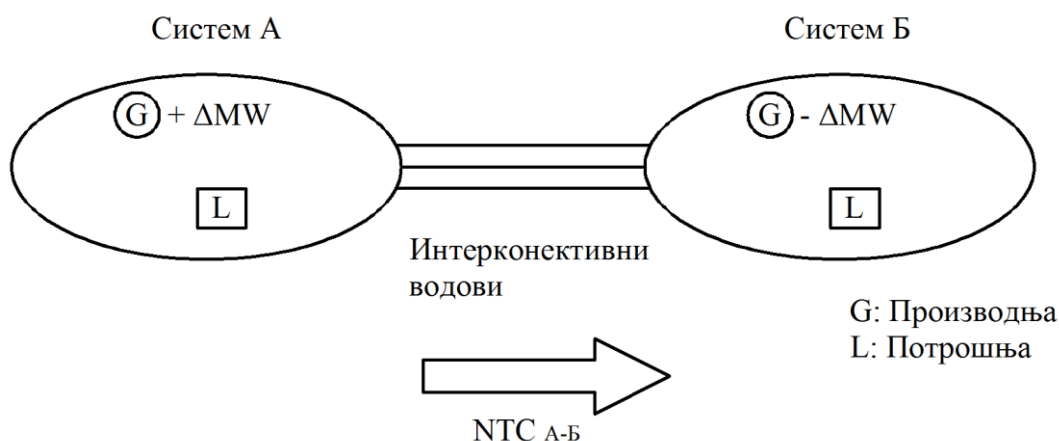 Систем А
Систем Б
G + ΔMW
G - ΔMW
L
L
Интерконективни
водови
G: Производња
L: Потрошња
NTC А-Б